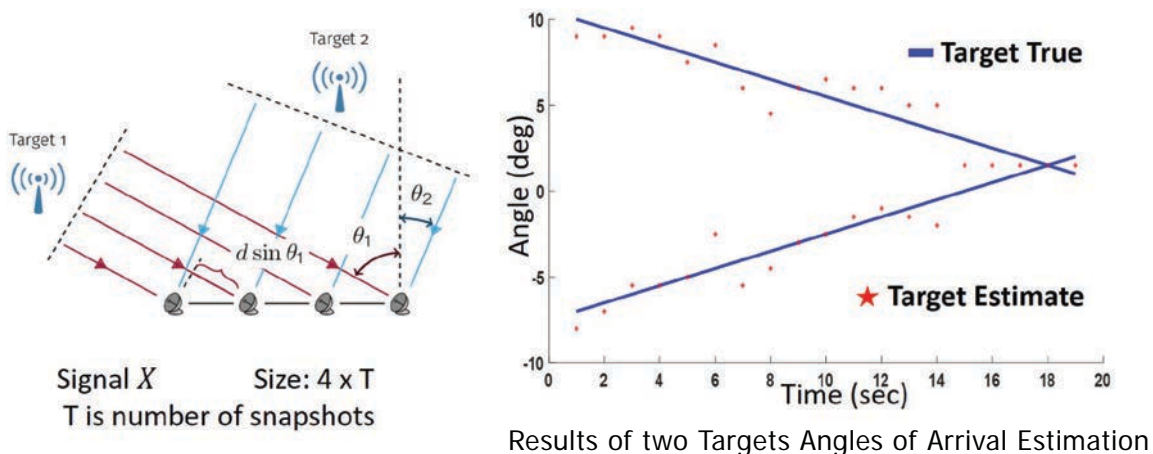 Target 2
Target 1
θ₂
θ₁
d sin θ₁
Signal X Size: 4 x T
T is number of snapshots
10
5
0
-5
-10
Angle (deg)
Target True
Target Estimate
0 2 4 6 8 10 12 14 16 18 20
Time (sec)
Results of two Targets Angles of Arrival Estimation